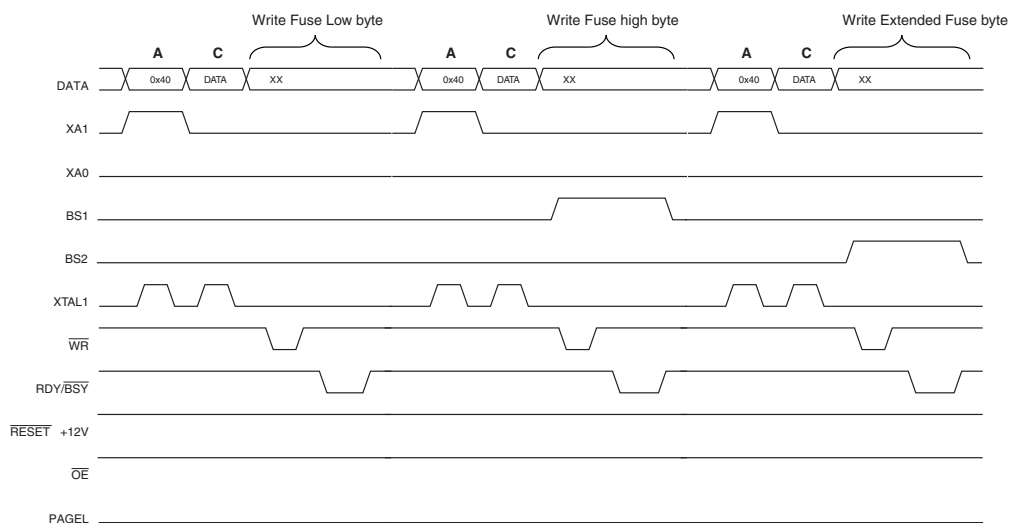 Write Fuse Low byte Write Fuse high byte Write Extended Fuse byte
A C A C A C
DATA 0x40 DATA XX 0x40 DATA XX 0x40 DATA XX
XA1
XA0
BS1
BS2
XTAL1
WR
RDY/BSY
RESET +12V
OE
PAGEL